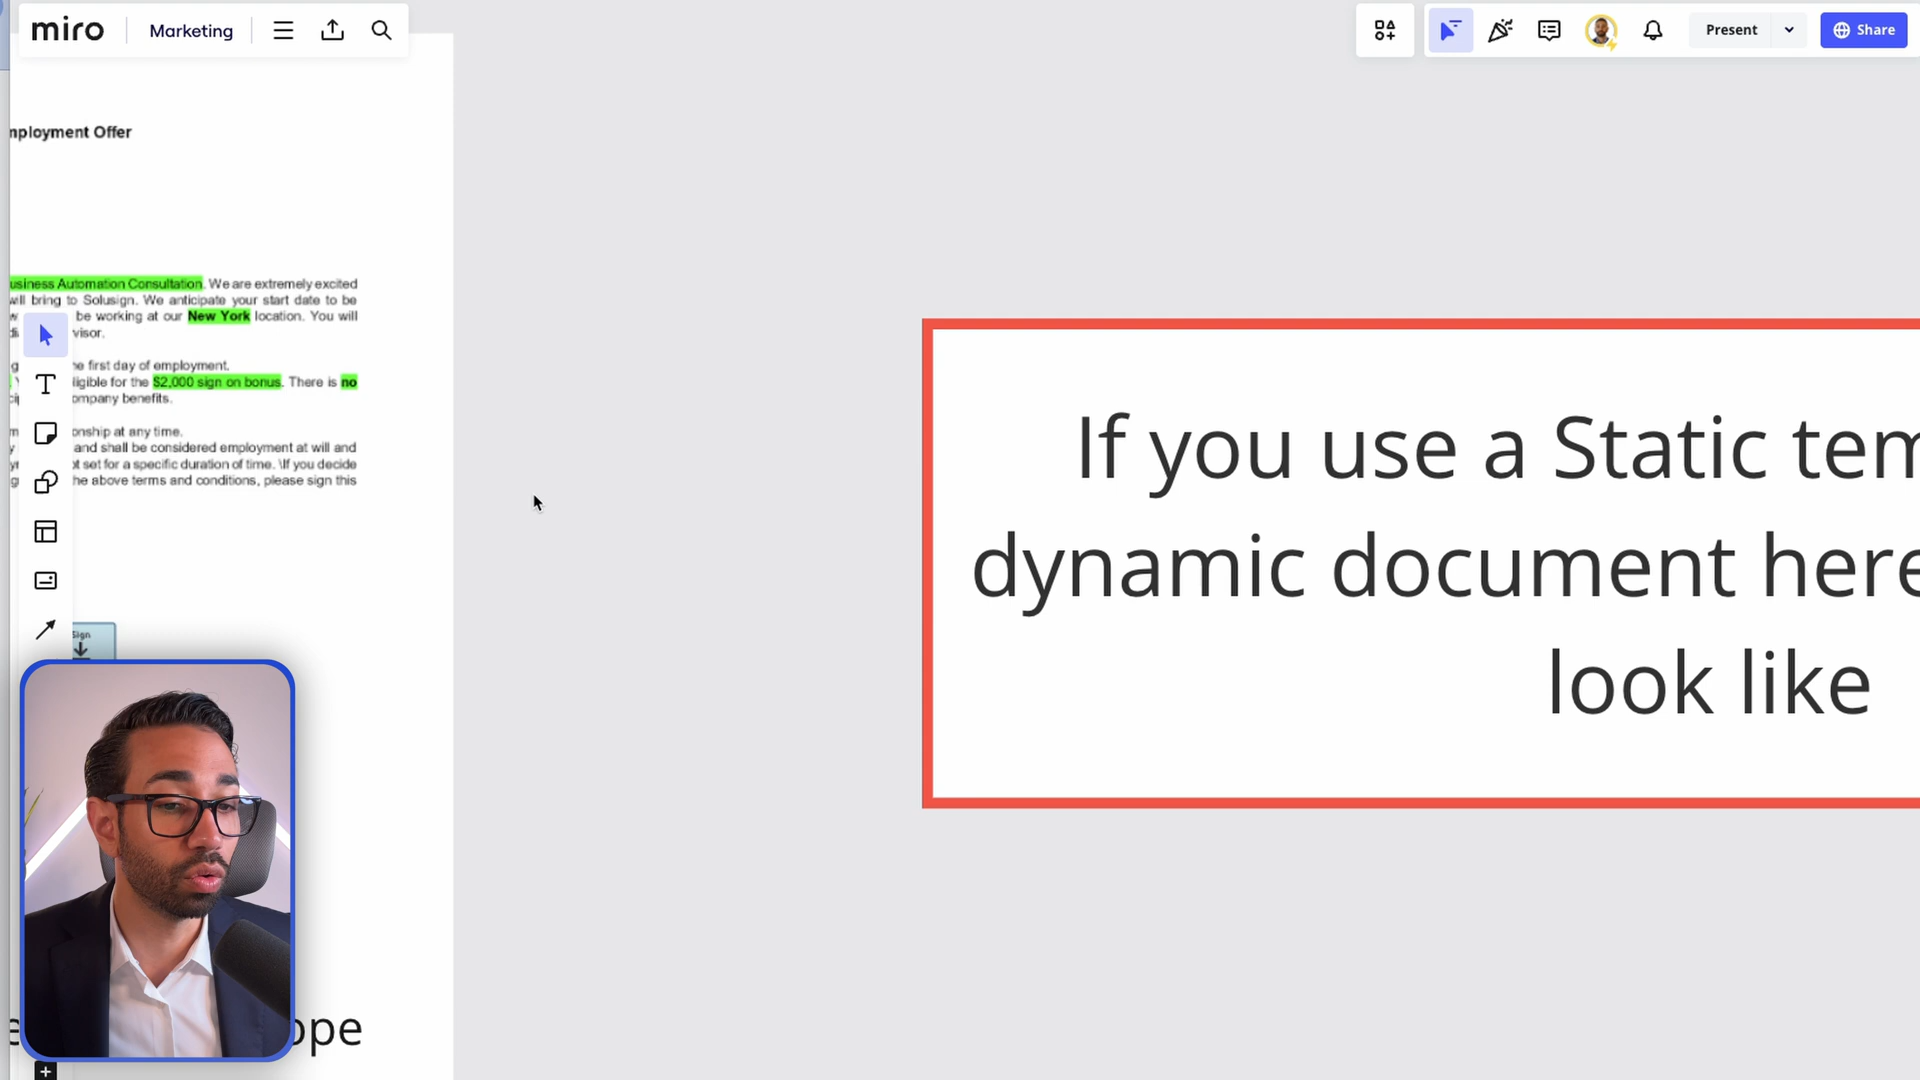 miro
Marketing
Present
Share
Employment Offer
Business Automation Consultation. We are extremely excited
will bring to Solusign. We anticipate your start date to be
be working at our New York location. You will
visor.
he first day of employment.
ligible for the $2,000 sign on bonus. There is no
ompany benefits.
onship at any time.
and shall be considered employment at will and
t set for a specific duration of time. \If you decide
he above terms and conditions, please sign this
Sign
ope
If you use a Static tem
dynamic document here
look like